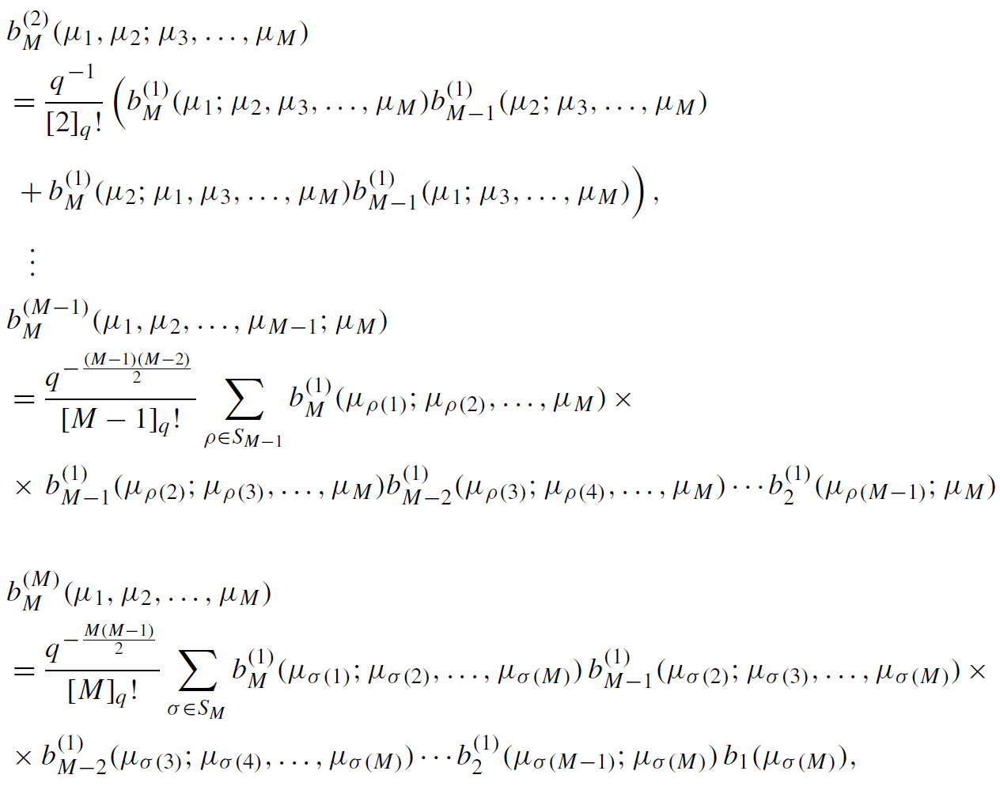 $b_M^{(2)}(\mu_1, \mu_2; \mu_3, \ldots, \mu_M)$
$= \frac{q^{-1}}{[2]_q!} \Big( b_M^{(1)}(\mu_1; \mu_2, \mu_3, \ldots, \mu_M) b_{M-1}^{(1)}(\mu_2; \mu_3, \ldots, \mu_M)$
$+ b_M^{(1)}(\mu_2; \mu_1, \mu_3, \ldots, \mu_M) b_{M-1}^{(1)}(\mu_1; \mu_3, \ldots, \mu_M) \Big),$
$\vdots$
$b_M^{(M-1)}(\mu_1, \mu_2, \ldots, \mu_{M-1}; \mu_M)$
$= \frac{q^{-\frac{(M-1)(M-2)}{2}}}{[M-1]_q!} \sum_{\rho \in S_{M-1}} b_M^{(1)}(\mu_{\rho(1)}; \mu_{\rho(2)}, \ldots, \mu_M) \times$
$\times\ b_{M-1}^{(1)}(\mu_{\rho(2)}; \mu_{\rho(3)}, \ldots, \mu_M) b_{M-2}^{(1)}(\mu_{\rho(3)}; \mu_{\rho(4)}, \ldots, \mu_M) \cdots b_2^{(1)}(\mu_{\rho(M-1)}; \mu_M)$
$b_M^{(M)}(\mu_1, \mu_2, \ldots, \mu_M)$
$= \frac{q^{-\frac{M(M-1)}{2}}}{[M]_q!} \sum_{\sigma \in S_M} b_M^{(1)}(\mu_{\sigma(1)}; \mu_{\sigma(2)}, \ldots, \mu_{\sigma(M)}) b_{M-1}^{(1)}(\mu_{\sigma(2)}; \mu_{\sigma(3)}, \ldots, \mu_{\sigma(M)}) \times$
$\times\ b_{M-2}^{(1)}(\mu_{\sigma(3)}; \mu_{\sigma(4)}, \ldots, \mu_{\sigma(M)}) \cdots b_2^{(1)}(\mu_{\sigma(M-1)}; \mu_{\sigma(M)}) b_1(\mu_{\sigma(M)}),$